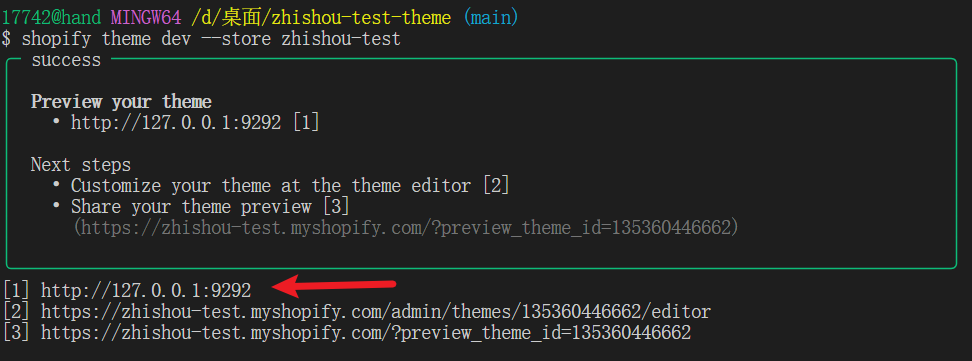 17742@hand MINGW64 /d/桌面/zhishou-test-theme (main)
$ shopify theme dev --store zhishou-test
success
Preview your theme
• http://127.0.0.1:9292 [1]
Next steps
• Customize your theme at the theme editor [2]
• Share your theme preview [3]
(https://zhishou-test.myshopify.com/?preview_theme_id=135360446662)
[1] http://127.0.0.1:9292
[2] https://zhishou-test.myshopify.com/admin/themes/135360446662/editor
[3] https://zhishou-test.myshopify.com/?preview_theme_id=135360446662